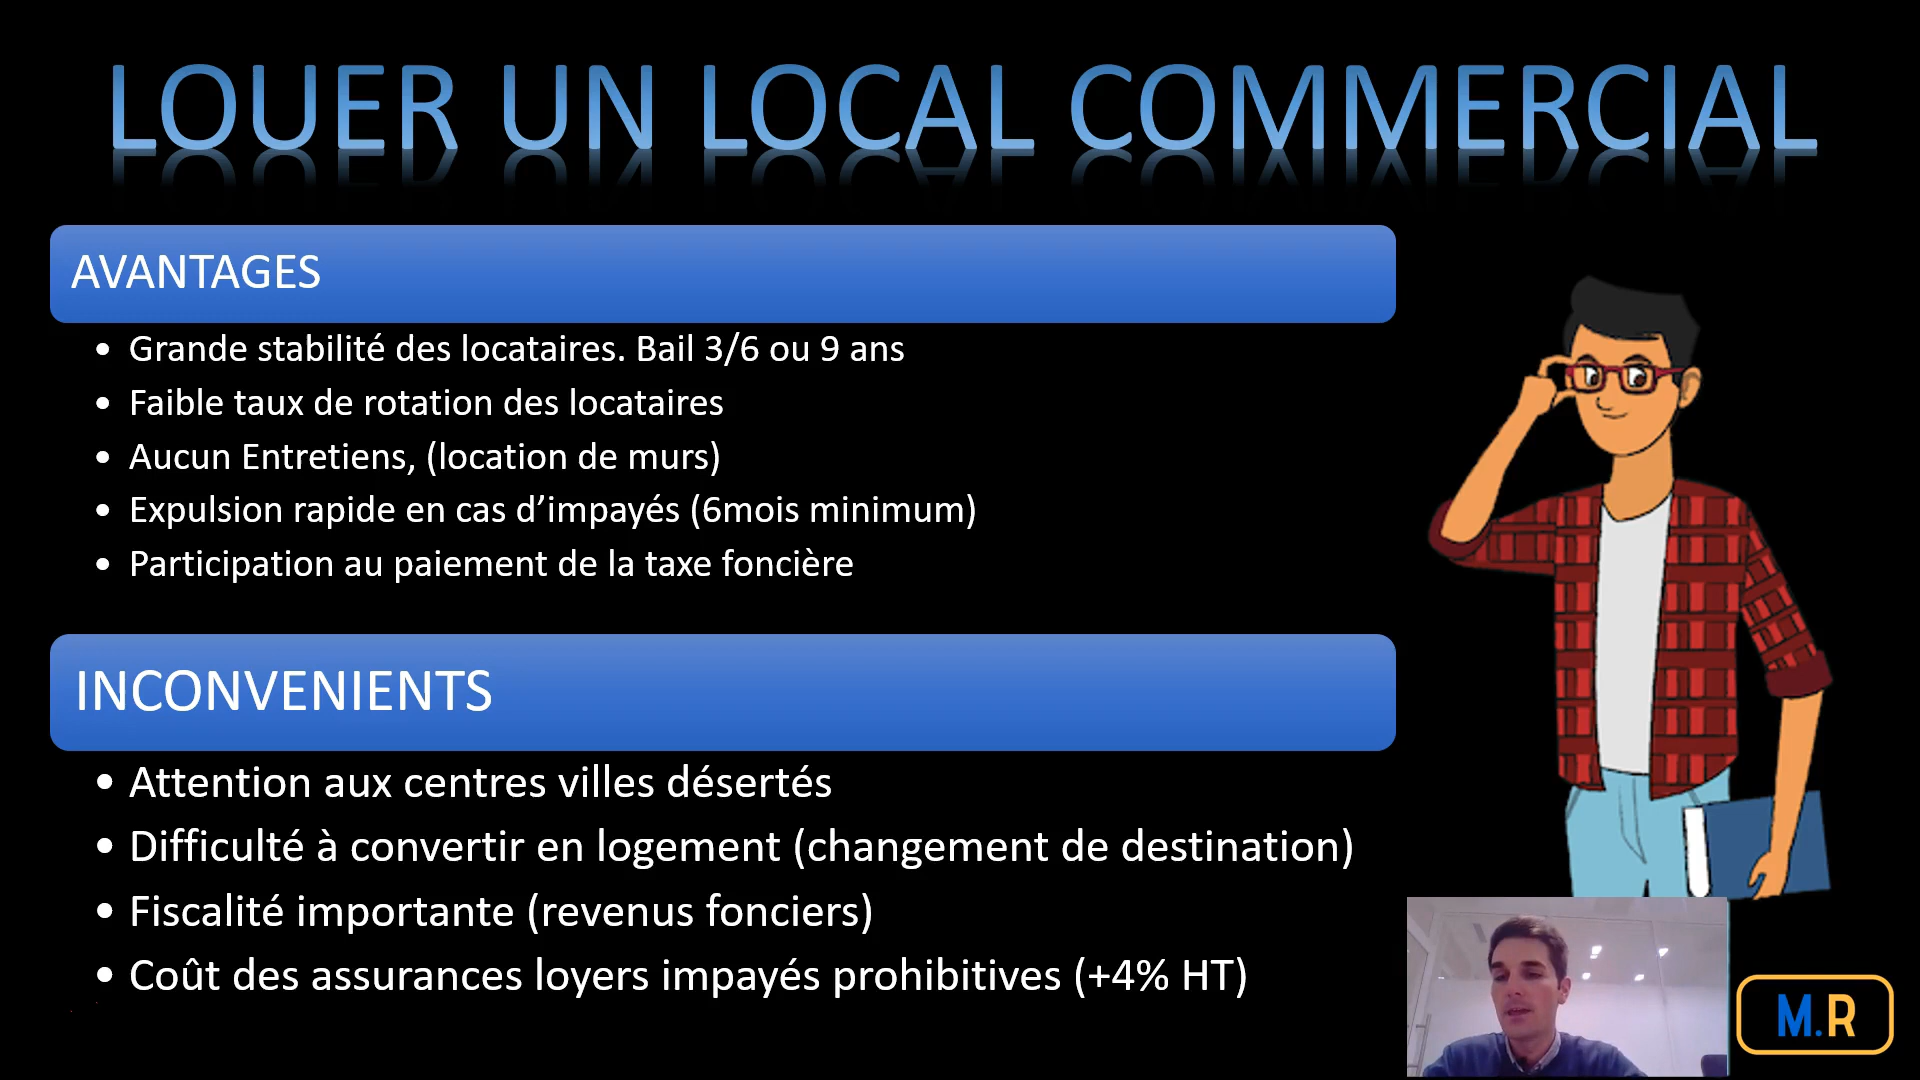 LOUER UN LOCAL COMMERCIAL
AVANTAGES
• Grande stabilité des locataires. Bail 3/6 ou 9 ans
• Faible taux de rotation des locataires
• Aucun Entretiens, (location de murs)
• Expulsion rapide en cas d’impayés (6mois minimum)
• Participation au paiement de la taxe foncière
INCONVENIENTS
• Attention aux centres villes désertés
• Difficulté à convertir en logement (changement de destination)
• Fiscalité importante (revenus fonciers)
• Coût des assurances loyers impayés prohibitives (+4% HT)
M.R